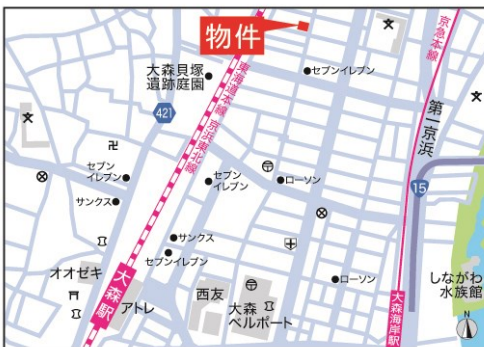 物件
大森貝塚
遺跡庭園
セブンイレブン
東海道本線
京浜東北線
京急本線
第一京浜
421
15
セブン
イレブン
サンクス
セブン
イレブン
ローソン
サンクス
セブンイレブン
オオゼキ
大森駅
アトレ
西友
大森
ベルポート
ローソン
大森海岸駅
しながわ
水族館
N